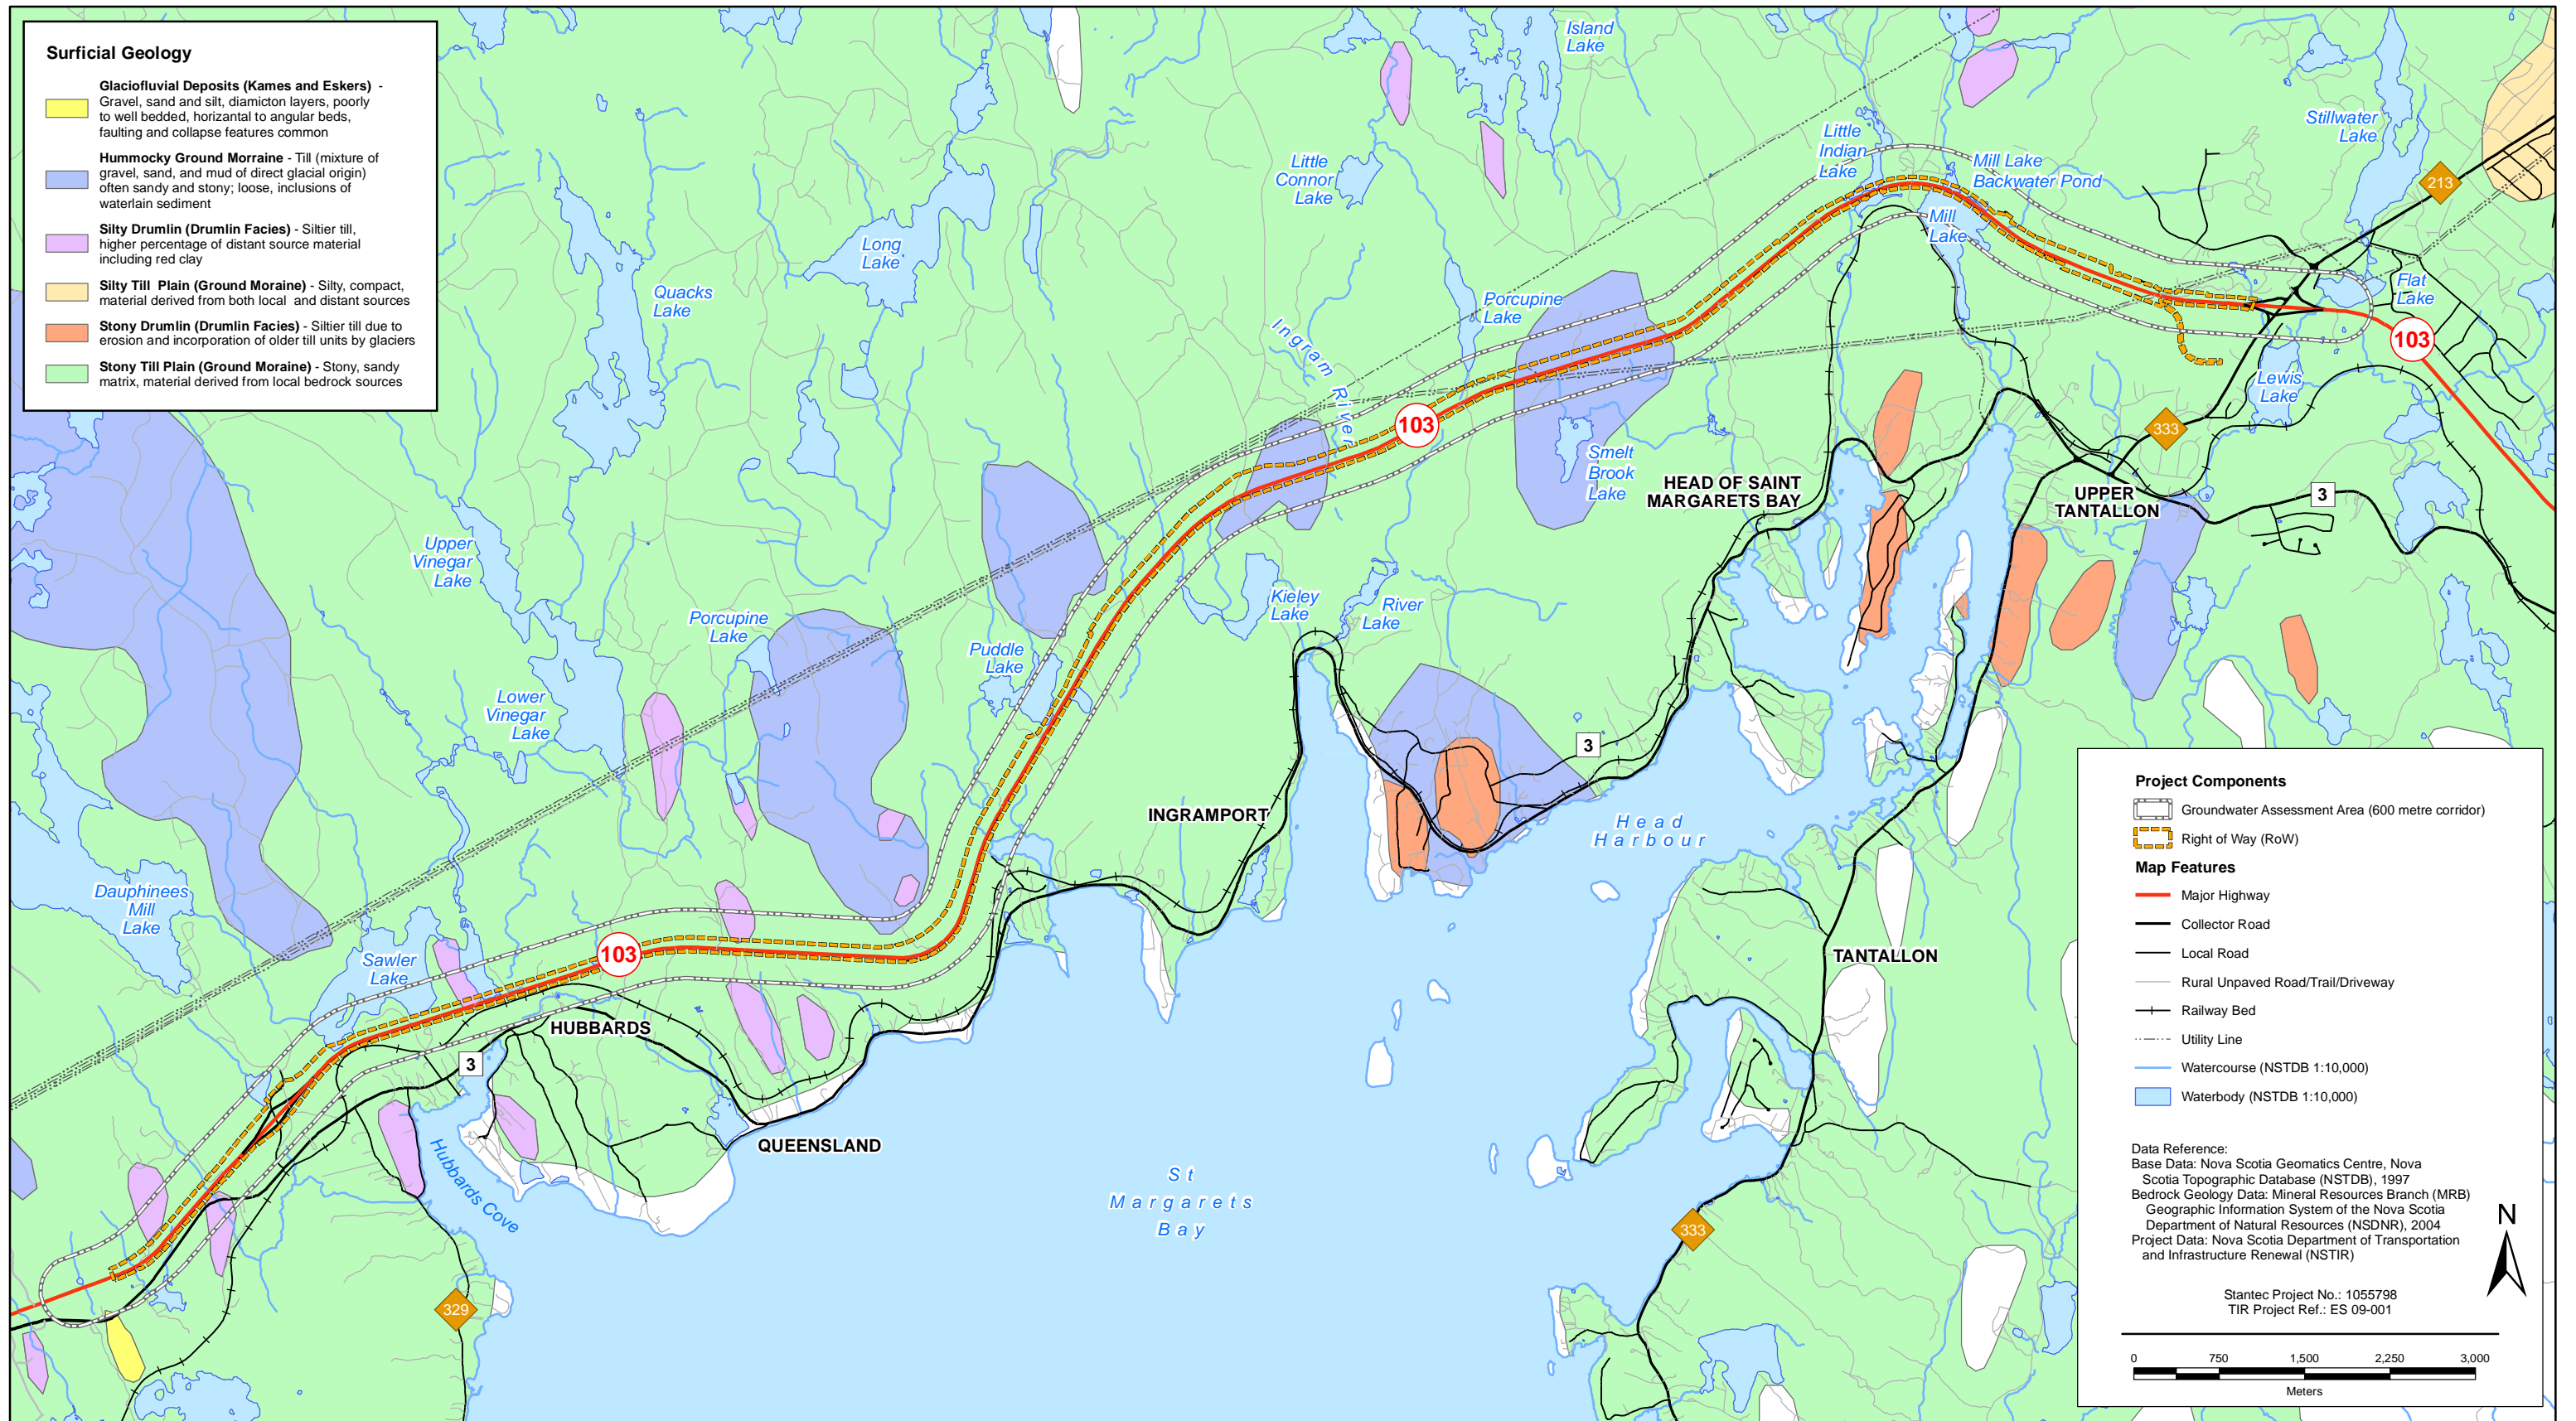 Surficial Geology
Glaciofluvial Deposits (Kames and Eskers) -
Gravel, sand and silt, diamicton layers, poorly
to well bedded, horizantal to angular beds,
faulting and collapse features common
Hummocky Ground Morraine - Till (mixture of
gravel, sand, and mud of direct glacial origin)
often sandy and stony; loose, inclusions of
waterlain sediment
Silty Drumlin (Drumlin Facies) - Siltier till,
higher percentage of distant source material
including red clay
Silty Till Plain (Ground Moraine) - Silty, compact,
material derived from both local and distant sources
Stony Drumlin (Drumlin Facies) - Siltier till due to
erosion and incorporation of older till units by glaciers
Stony Till Plain (Ground Moraine) - Stony, sandy
matrix, material derived from local bedrock sources
Island
Lake
Stillwater
Lake
Little
Indian
Lake
Mill Lake
Backwater Pond
Little
Connor
Lake
213
Mill
Lake
Long
Lake
Quacks
Lake
Flat
Lake
Porcupine
Lake
103
Ingram River
Lewis
Lake
103
333
Smelt
Brook
Lake
HEAD OF SAINT
MARGARETS BAY
UPPER
TANTALLON
3
Upper
Vinegar
Lake
Kieley
Lake
River
Lake
Porcupine
Lake
Puddle
Lake
Lower
Vinegar
Lake
3
INGRAMPORT
Head
Harbour
Dauphinees
Mill
Lake
Sawler
Lake
103
TANTALLON
HUBBARDS
3
QUEENSLAND
Hubbards Cove
St
Margarets
Bay
333
329
Project Components
Groundwater Assessment Area (600 metre corridor)
Right of Way (RoW)
Map Features
Major Highway
Collector Road
Local Road
Rural Unpaved Road/Trail/Driveway
Railway Bed
Utility Line
Watercourse (NSTDB 1:10,000)
Waterbody (NSTDB 1:10,000)
Data Reference:
Base Data: Nova Scotia Geomatics Centre, Nova
Scotia Topographic Database (NSTDB), 1997
Bedrock Geology Data: Mineral Resources Branch (MRB)
Geographic Information System of the Nova Scotia
Department of Natural Resources (NSDNR), 2004
Project Data: Nova Scotia Department of Transportation
and Infrastructure Renewal (NSTIR)
N
Stantec Project No.: 1055798
TIR Project Ref.: ES 09-001
0 750 1,500 2,250 3,000
Meters